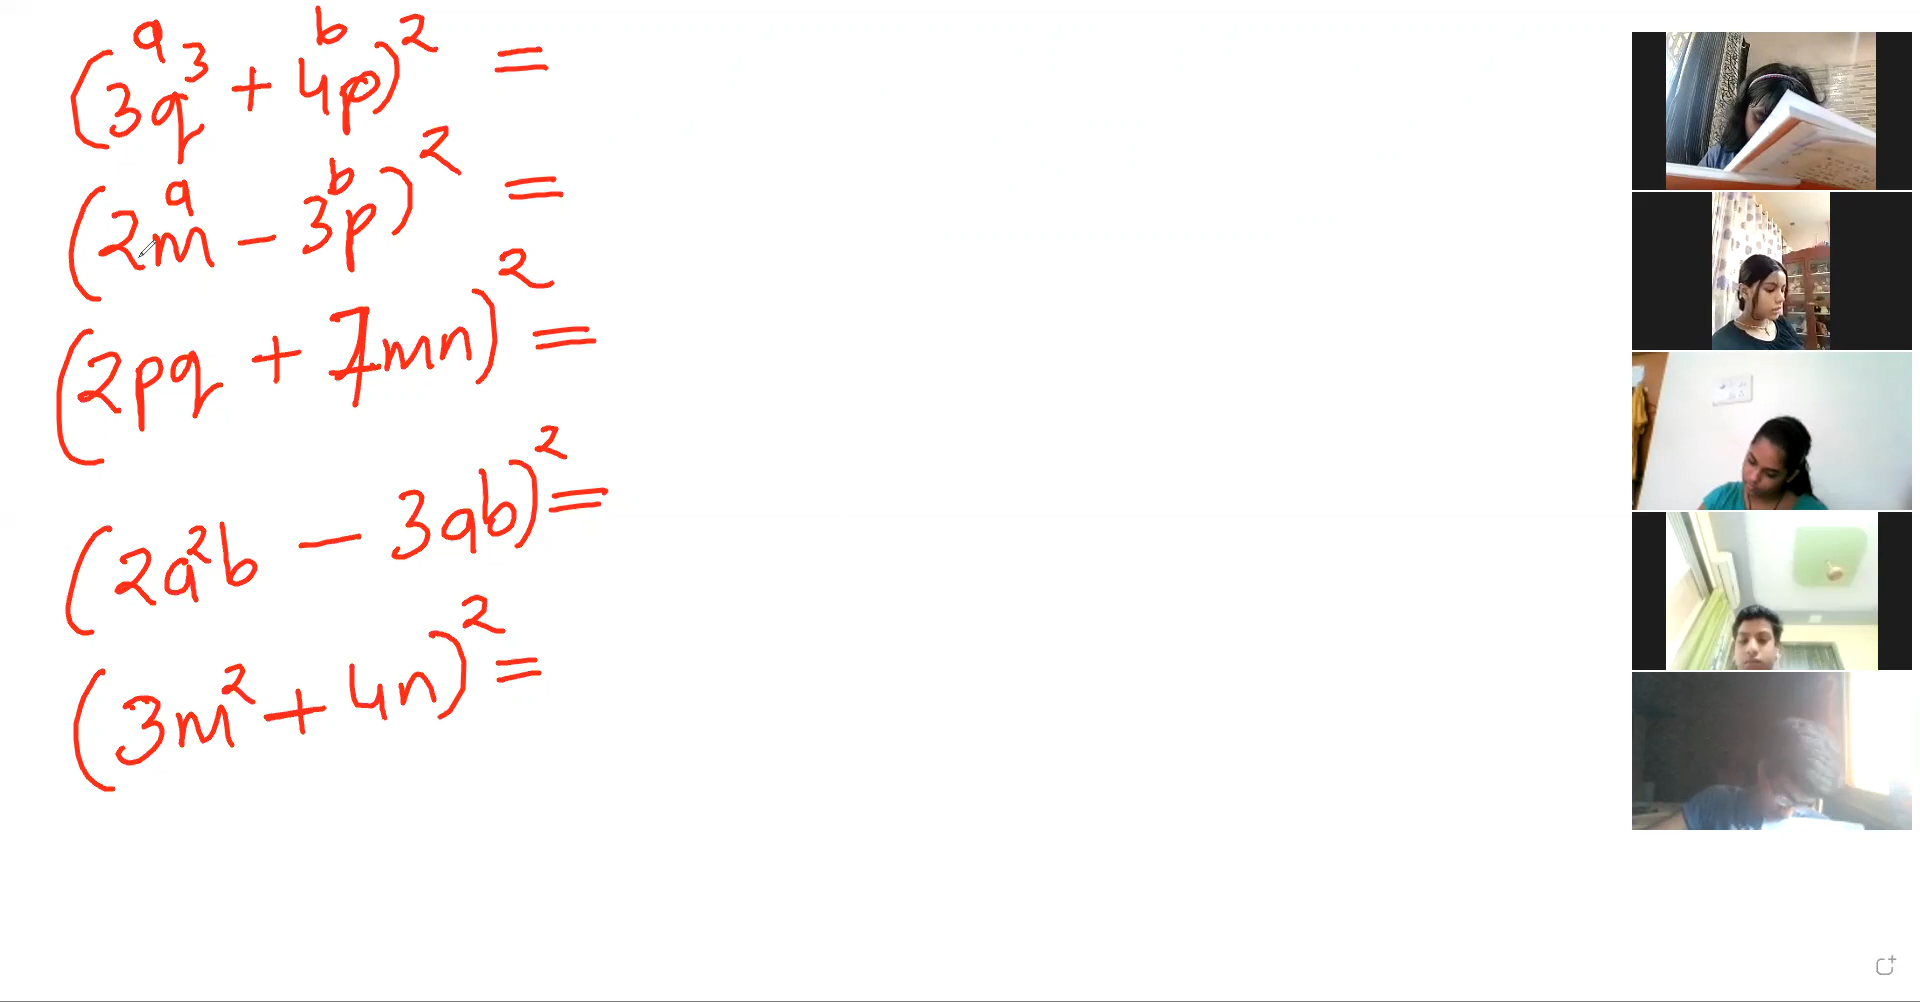 a b
(3q³ + 4p)² =
a b
(2m - 3p)² =
(2pq + 7mn)² =
(2a²b - 3ab)² =
(3m² + 4n)² =